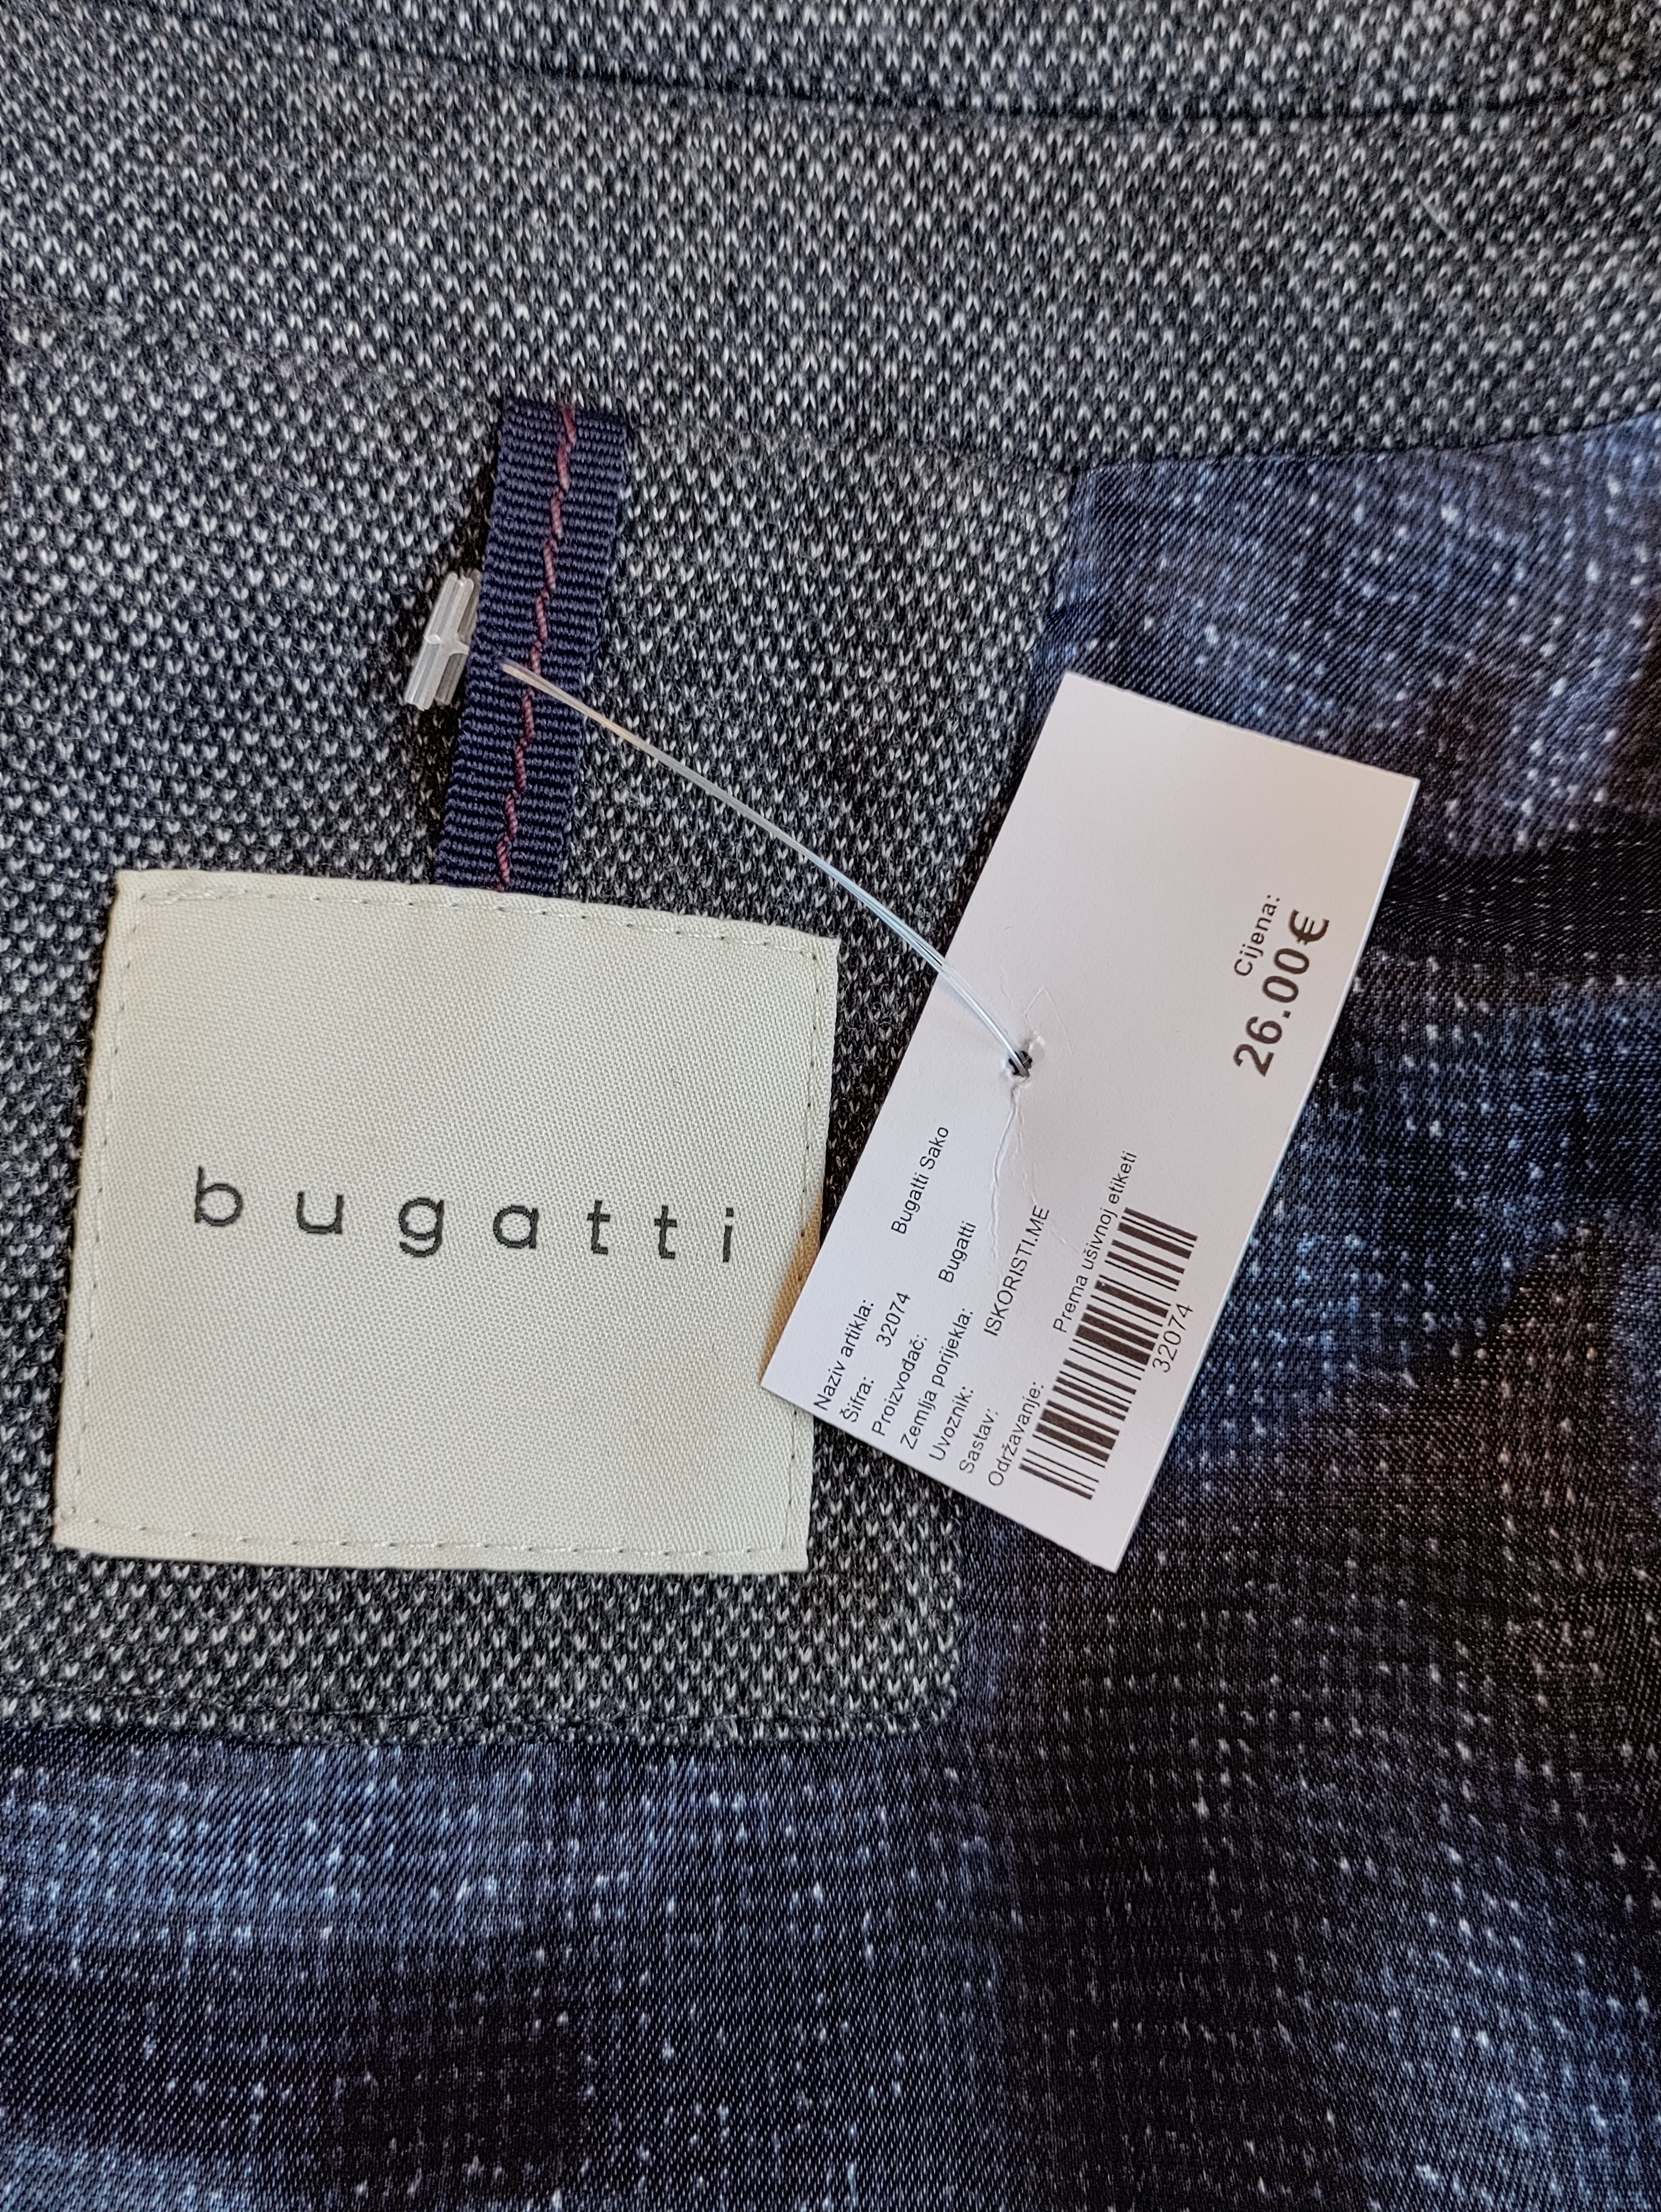 bugatti
Naziv artikla: Bugatti Sako
Šifra: 32074
Proizvođač: Bugatti
Zemlja porijekla:
Uvoznik: ISKORISTI.ME
Sastav:
Održavanje: Prema ušivnoj etiketi
32074
Cijena:
26.00€